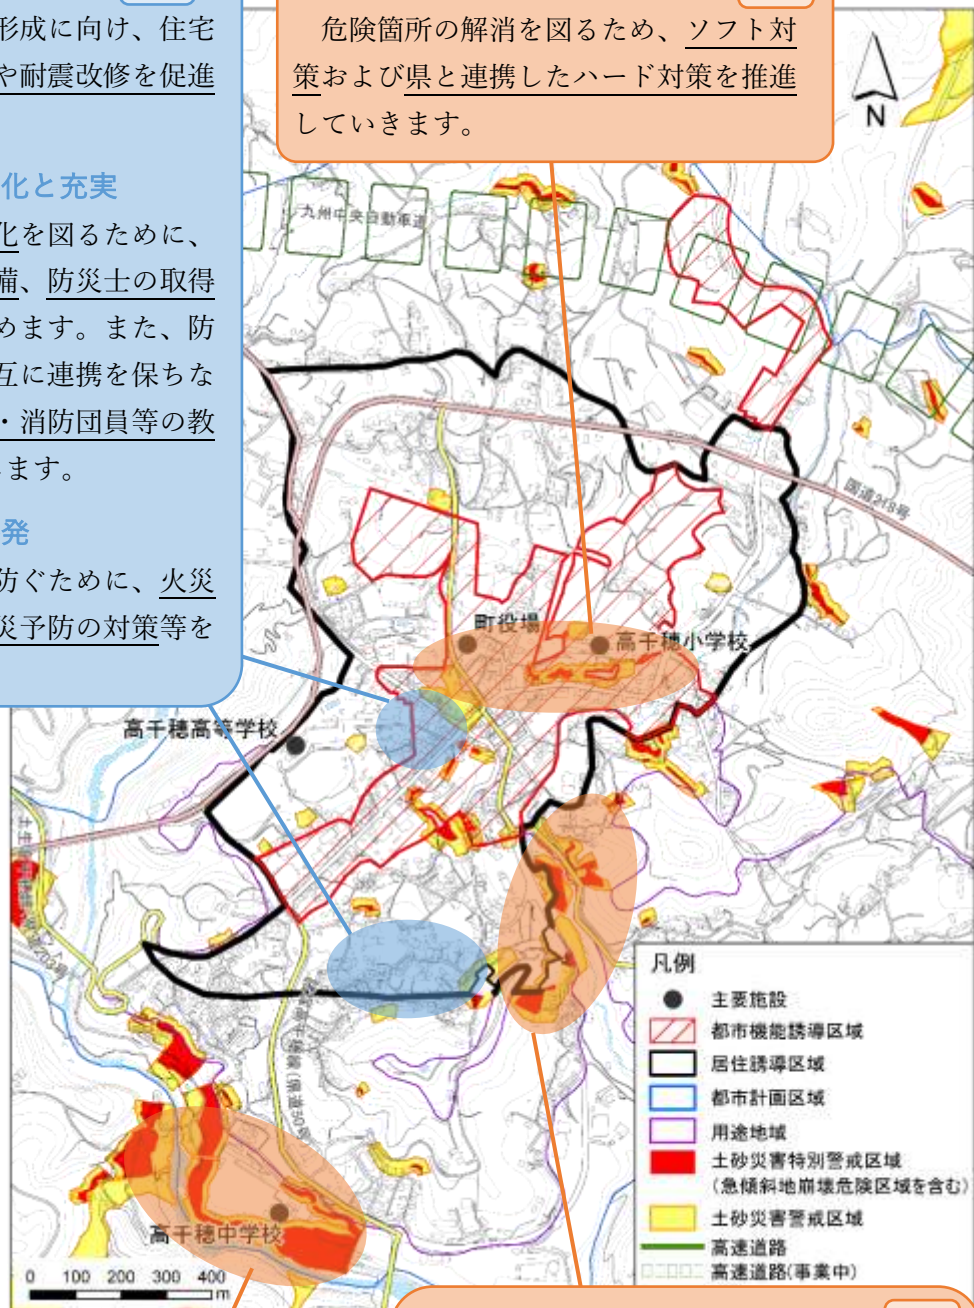 形成に向け、住宅
や耐震改修を促進
化と充実
化を図るために、
備、防災士の取得
めます。また、防
互に連携を保ちな
・消防団員等の教
ます。
発
防ぐために、火災
災予防の対策等を
危険箇所の解消を図るため、ソフト対
策および県と連携したハード対策を推進
していきます。
N
九州中央自動車道
国道218号
町役場
高千穂小学校
高千穂高等学校
高千穂中学校
凡例
主要施設
都市機能誘導区域
居住誘導区域
都市計画区域
用途地域
土砂災害特別警戒区域
(急傾斜地崩壊危険区域を含む)
土砂災害警戒区域
高速道路
高速道路(事業中)
0 100 200 300 400
m